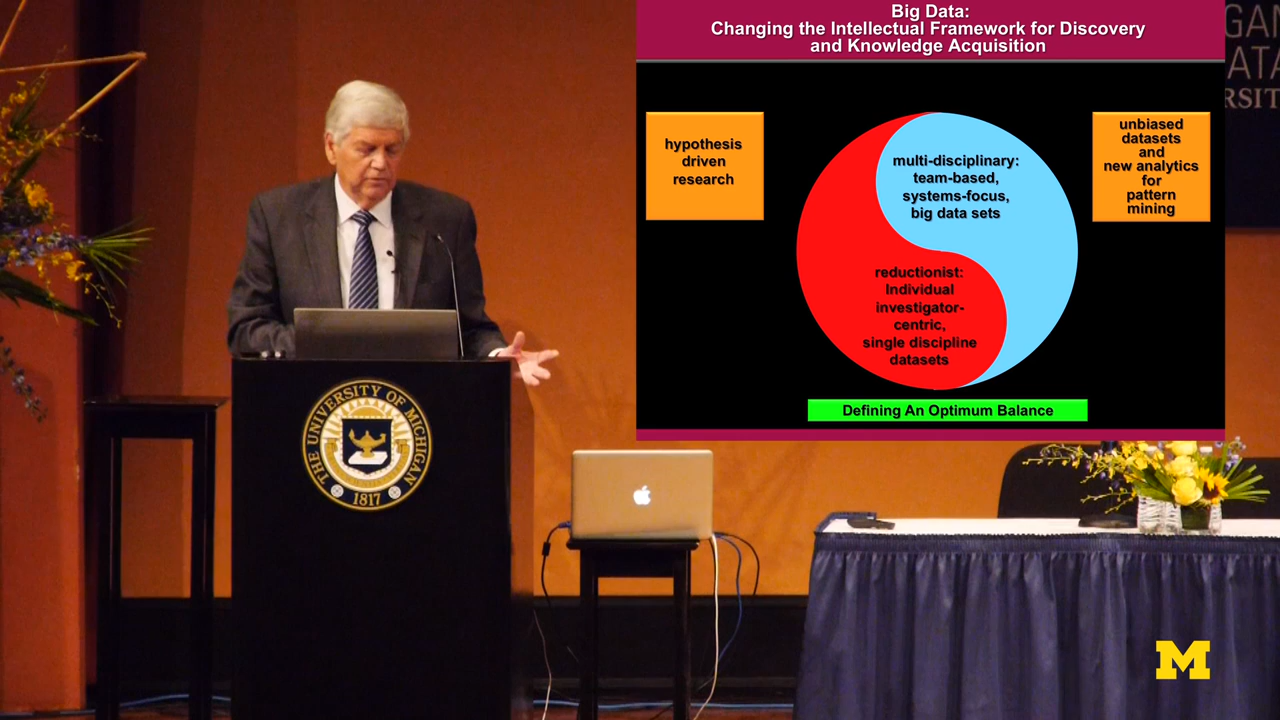 Big Data:
Changing the Intellectual Framework for Discovery
and Knowledge Acquisition
hypothesis
driven
research
multi-disciplinary:
team-based,
systems-focus,
big data sets
reductionist:
Individual
investigator-
centric,
single discipline
datasets
unbiased
datasets
and
new analytics
for
pattern
mining
Defining An Optimum Balance
THE UNIVERSITY OF MICHIGAN
1817
M